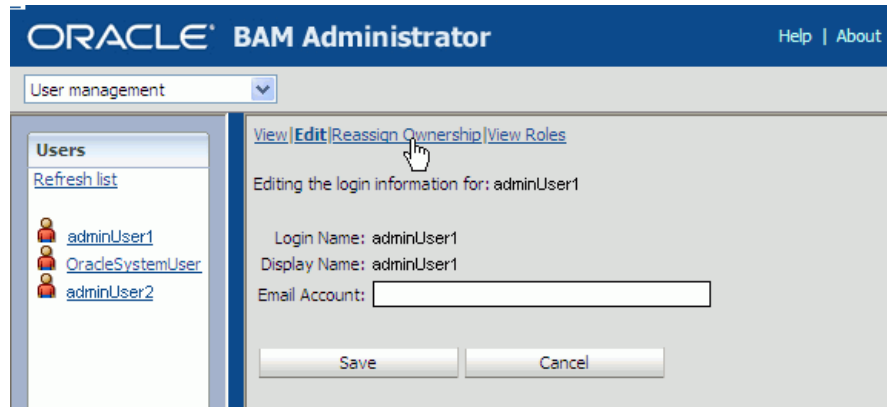 ORACLE BAM Administrator
Help | About
User management
Users
Refresh list
adminUser1
OracleSystemUser
adminUser2
View|Edit|Reassign Ownership|View Roles
Editing the login information for: adminUser1
Login Name: adminUser1
Display Name: adminUser1
Email Account:
Save Cancel